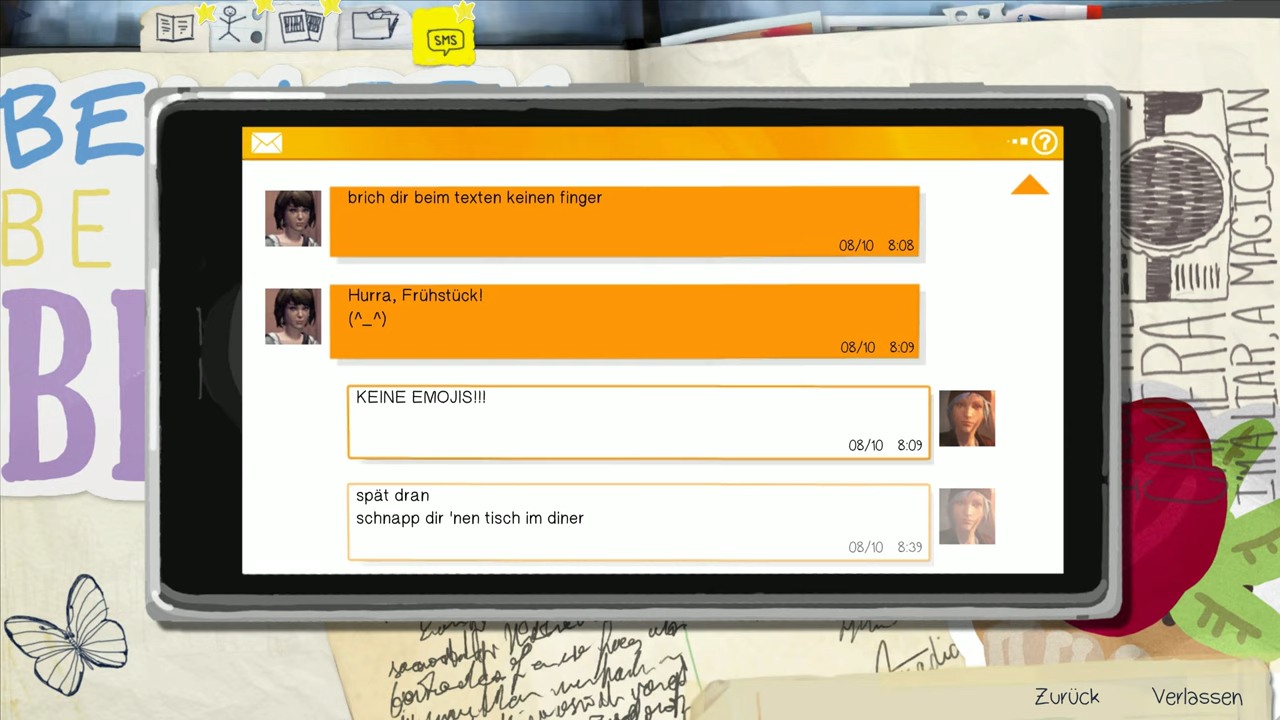 SMS
BE
BE
brich dir beim texten keinen finger
08/10 8:08
Hurra, Frühstück!
(^_^)
08/10 8:09
KEINE EMOJIS!!!
08/10 8:09
spät dran
schnapp dir 'nen tisch im diner
08/10 8:39
CAMERA
I'M A LIAR, A MAGICIAN
Zurück Verlassen